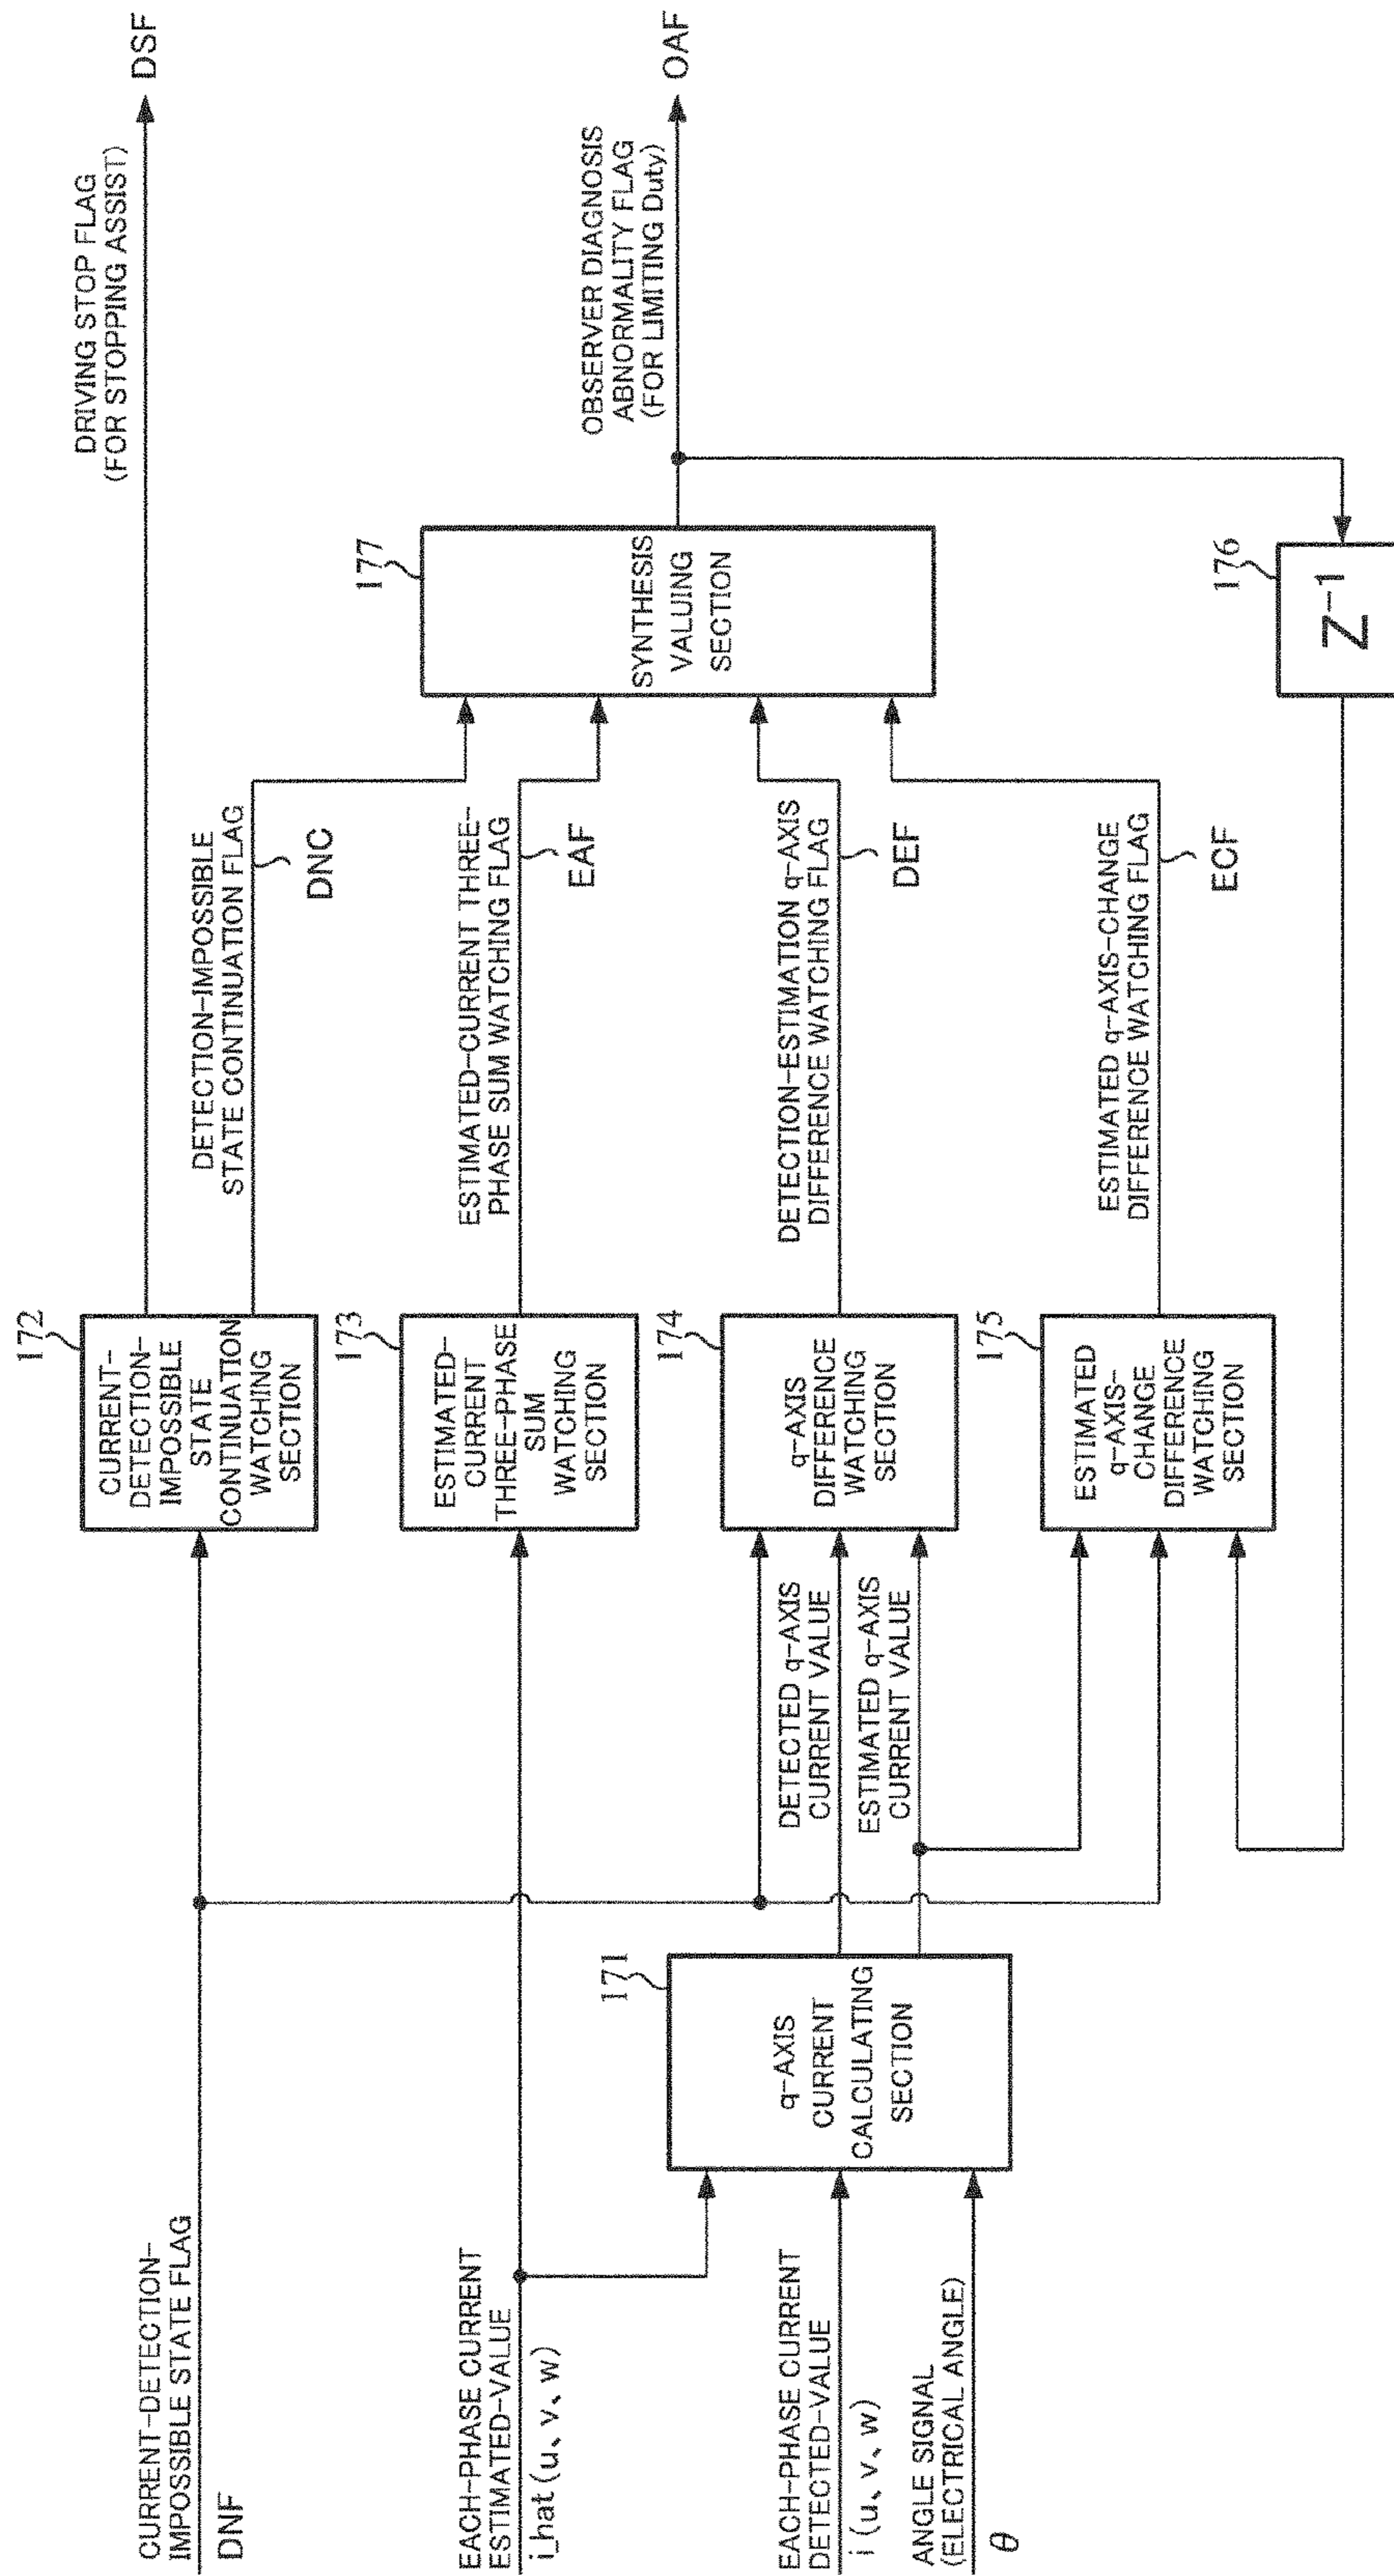 CURRENT-DETECTION-
IMPOSSIBLE STATE FLAG
DNF
EACH-PHASE CURRENT
ESTIMATED-VALUE
i_hat (u、v、w)
EACH-PHASE CURRENT
DETECTED-VALUE
i (u、v、w)
ANGLE SIGNAL
(ELECTRICAL ANGLE)
θ
171
q-AXIS
CURRENT
CALCULATING
SECTION
DETECTED q-AXIS
CURRENT VALUE
ESTIMATED q-AXIS
CURRENT VALUE
172
CURRENT-
DETECTION-
IMPOSSIBLE
STATE
CONTINUATION
WATCHING
SECTION
173
ESTIMATED-
CURRENT
THREE-PHASE
SUM
WATCHING
SECTION
174
q-AXIS
DIFFERENCE
WATCHING
SECTION
175
ESTIMATED
q-AXIS-
CHANGE
DIFFERENCE
WATCHING
SECTION
DETECTION-IMPOSSIBLE
STATE CONTINUATION FLAG
DNC
ESTIMATED-CURRENT THREE-
PHASE SUM WATCHING FLAG
EAF
DETECTION-ESTIMATION q-AXIS
DIFFERENCE WATCHING FLAG
DEF
ESTIMATED q-AXIS-CHANGE
DIFFERENCE WATCHING FLAG
ECF
177
SYNTHESIS
VALUING
SECTION
176
Z⁻¹
DRIVING STOP FLAG
(FOR STOPPING ASSIST)
DSF
OBSERVER DIAGNOSIS
ABNORMALITY FLAG
(FOR LIMITING Duty)
OAF